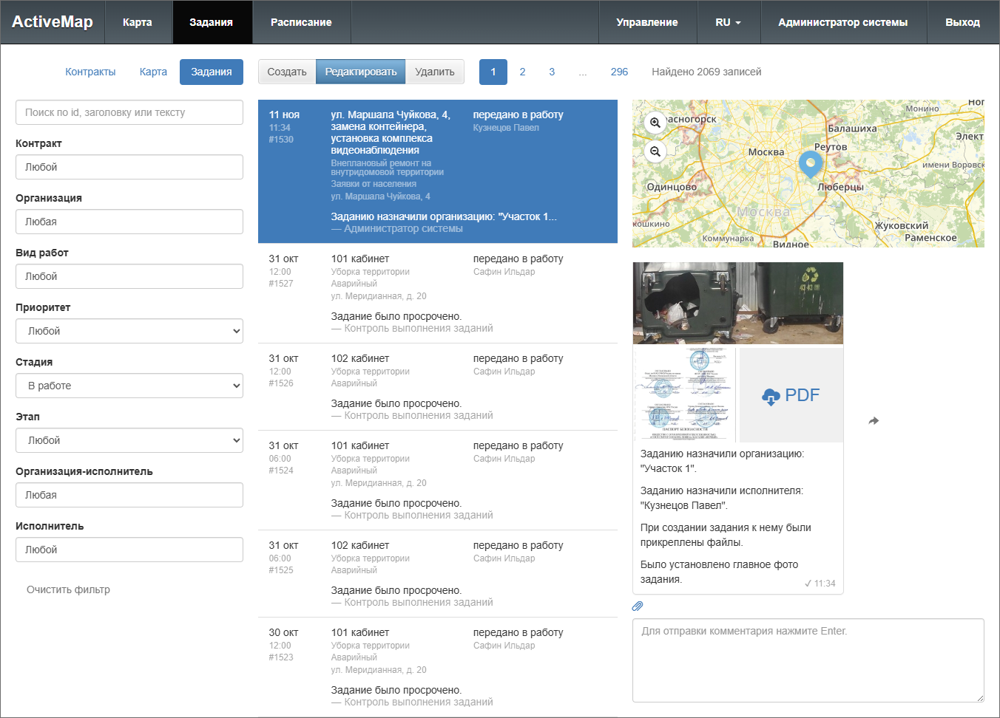 ActiveMap
Карта
Задания
Расписание
Управление
RU
Администратор системы
Выход
Контракты
Карта
Задания
Создать
Редактировать
Удалить
1
2
3
...
296
Найдено 2069 записей
Поиск по id, заголовку или тексту
Контракт
Любой
Организация
Любая
Вид работ
Любой
Приоритет
Любой
Стадия
В работе
Этап
Любой
Организация-исполнитель
Любая
Исполнитель
Любой
Очистить фильтр
11 ноя
11:34
#1530
ул. Маршала Чуйкова, 4,
замена контейнера,
установка комплекса
видеонаблюдения
Внеплановый ремонт на
внутридомовой территории
Заявки от населения
ул. Маршала Чуйкова, 4
Заданию назначили организацию: "Участок 1...
— Администратор системы
передано в работу
Кузнецов Павел
31 окт
12:00
#1527
101 кабинет
Уборка территории
Аварийный
ул. Меридианная, д. 20
Задание было просрочено.
— Контроль выполнения заданий
передано в работу
Сафин Ильдар
31 окт
12:00
#1526
102 кабинет
Уборка территории
Аварийный
Задание было просрочено.
— Контроль выполнения заданий
передано в работу
Сафин Ильдар
31 окт
06:00
#1524
101 кабинет
Уборка территории
Аварийный
ул. Меридианная, д. 20
Задание было просрочено.
— Контроль выполнения заданий
передано в работу
Сафин Ильдар
31 окт
06:00
#1525
102 кабинет
Уборка территории
Аварийный
Задание было просрочено.
— Контроль выполнения заданий
передано в работу
Сафин Ильдар
30 окт
12:00
#1523
101 кабинет
Уборка территории
Аварийный
ул. Меридианная, д. 20
Задание было просрочено.
— Контроль выполнения заданий
передано в работу
Сафин Ильдар
Ног
Монино
асногорск
Балашиха
Элект
Москва
Реутов
имени Воровск
Одинцово
Люберцы
Москва
кошкино
Жуковский
Коммунарка
Раменское
Видное
ПАСПОРТ БЕЗОПАСНОСТИ
PDF
Заданию назначили организацию:
"Участок 1".
Заданию назначили исполнителя:
"Кузнецов Павел".
При создании задания к нему были
прикреплены файлы.
Было установлено главное фото
задания.
✓ 11:34
Для отправки комментария нажмите Enter.